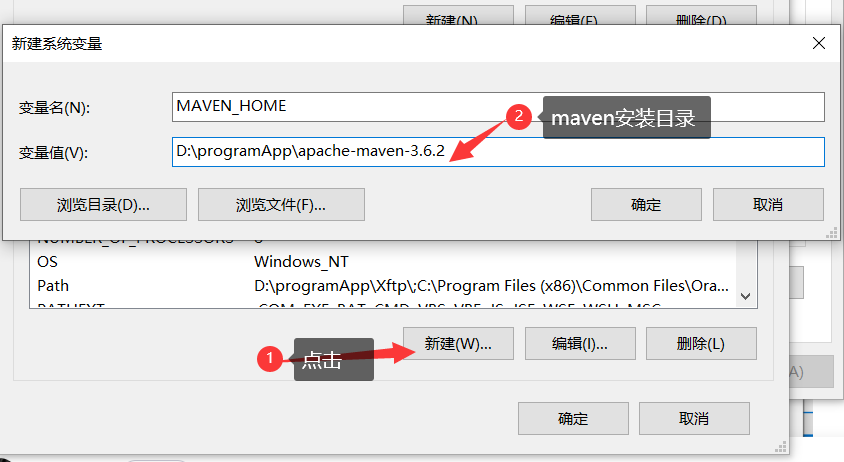 新建(N)... 编辑(E)... 删除(D)
新建系统变量
变量名(N): MAVEN_HOME
2 maven安装目录
变量值(V): D:\programApp\apache-maven-3.6.2
浏览目录(D)... 浏览文件(F)... 确定 取消
NUMBER_OF_PROCESSORS
OS Windows_NT
Path D:\programApp\Xftp\;C:\Program Files (x86)\Common Files\Ora...
PATHEXT .COM;.EXE;.BAT;.CMD;.VBS;.VBE;.JS;.JSE;.WSF;.WSH;.MSC
1 点击 新建(W)... 编辑(I)... 删除(L)
A)
确定 取消